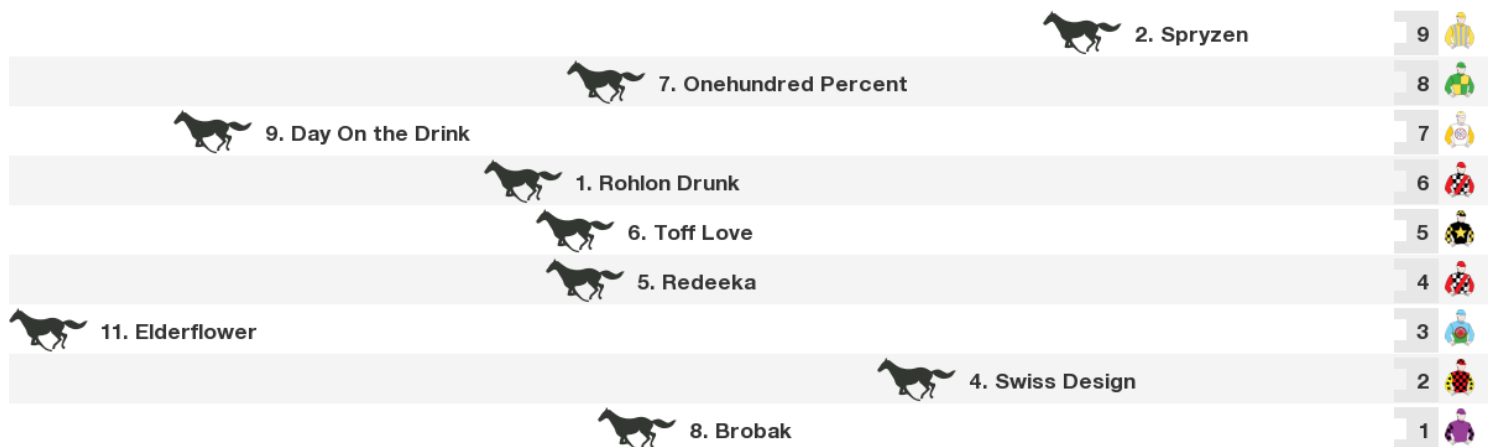 2. Spryzen 9
7. Onehundred Percent 8
9. Day On the Drink 7
1. Rohlon Drunk 6
6. Toff Love 5
5. Redeeka 4
11. Elderflower 3
4. Swiss Design 2
8. Brobak 1